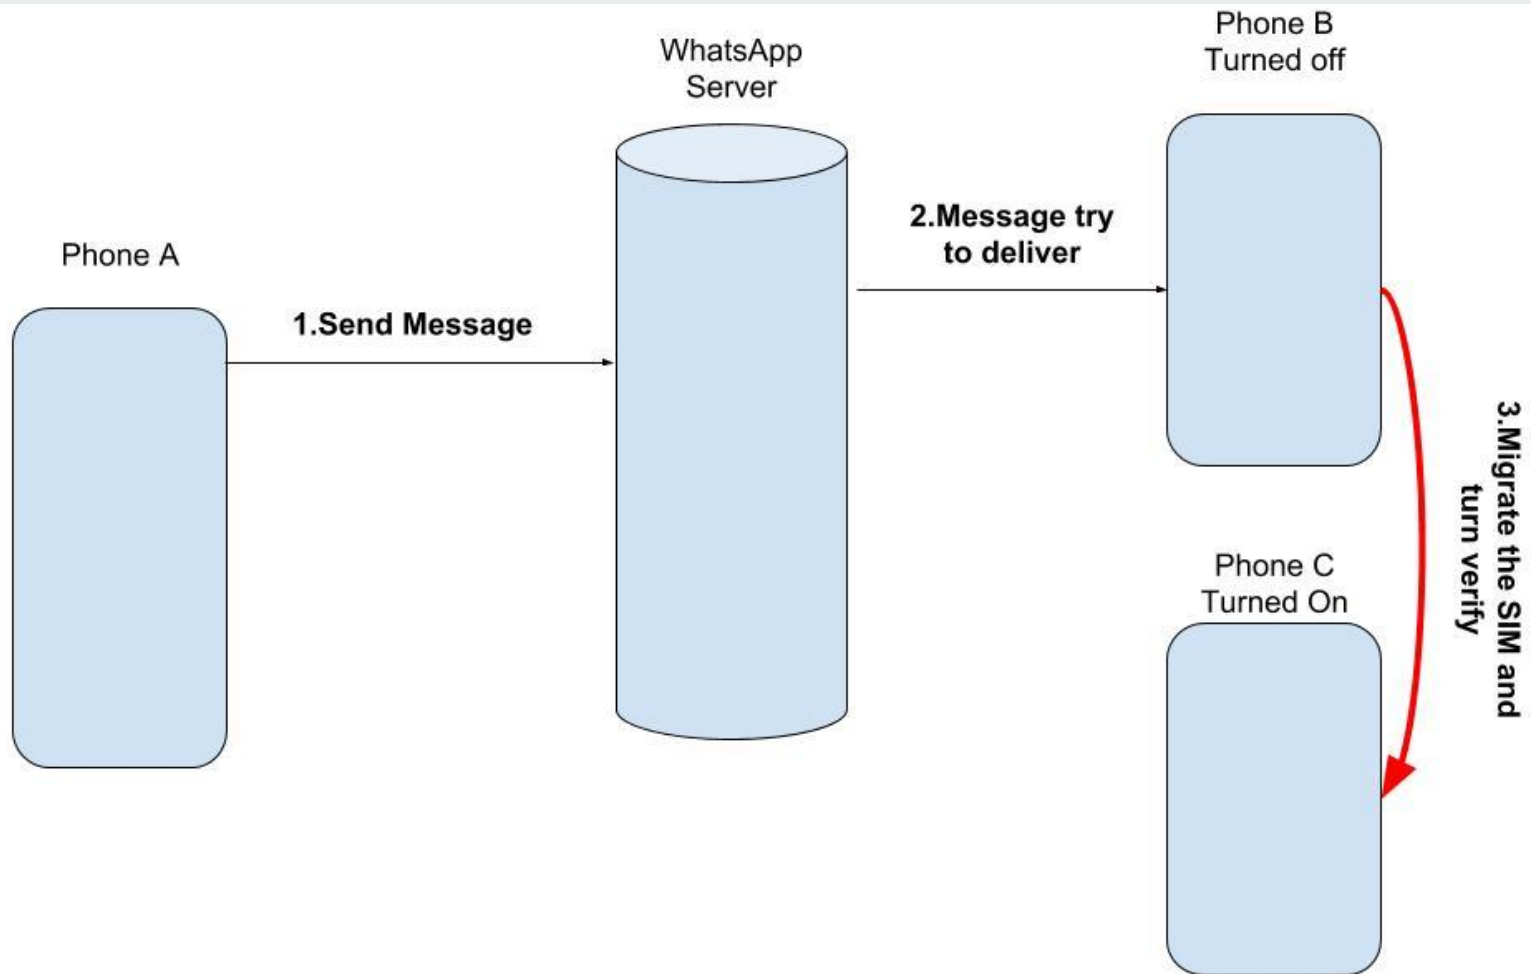 Phone A
1.Send Message
WhatsApp
Server
2.Message try
to deliver
Phone B
Turned off
3.Migrate the SIM and
turn verify
Phone C
Turned On